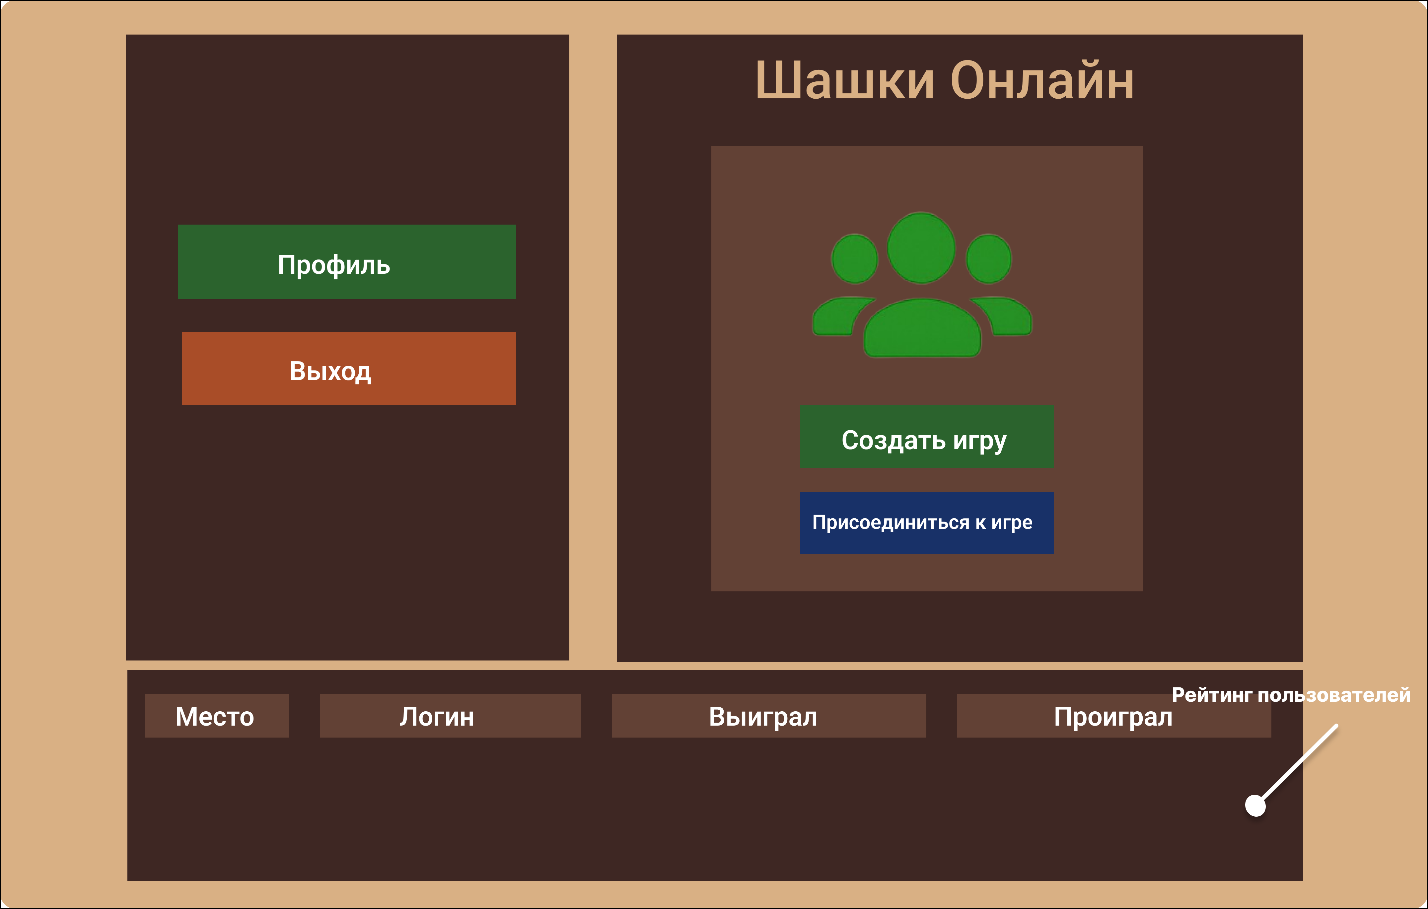 Шашки Онлайн
Профиль
Выход
Создать игру
Присоединиться к игре
Рейтинг пользователей
Место
Логин
Выиграл
Проиграл